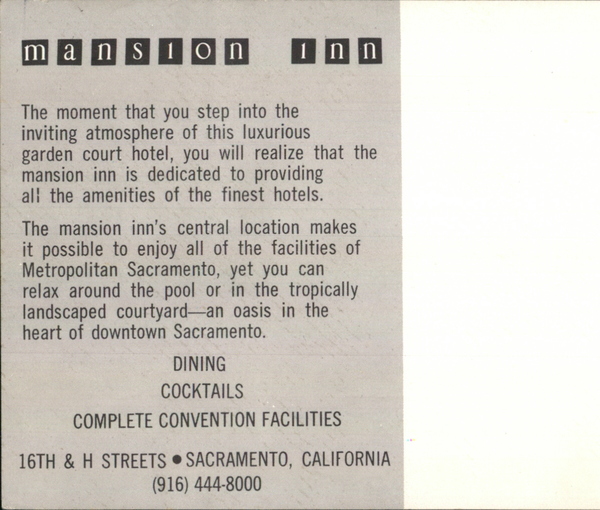 mansion inn
The moment that you step into the
inviting atmosphere of this luxurious
garden court hotel, you will realize that the
mansion inn is dedicated to providing
all the amenities of the finest hotels.
The mansion inn's central location makes
it possible to enjoy all of the facilities of
Metropolitan Sacramento, yet you can
relax around the pool or in the tropically
landscaped courtyard—an oasis in the
heart of downtown Sacramento.
DINING
COCKTAILS
COMPLETE CONVENTION FACILITIES
16TH & H STREETS ● SACRAMENTO, CALIFORNIA
(916) 444-8000